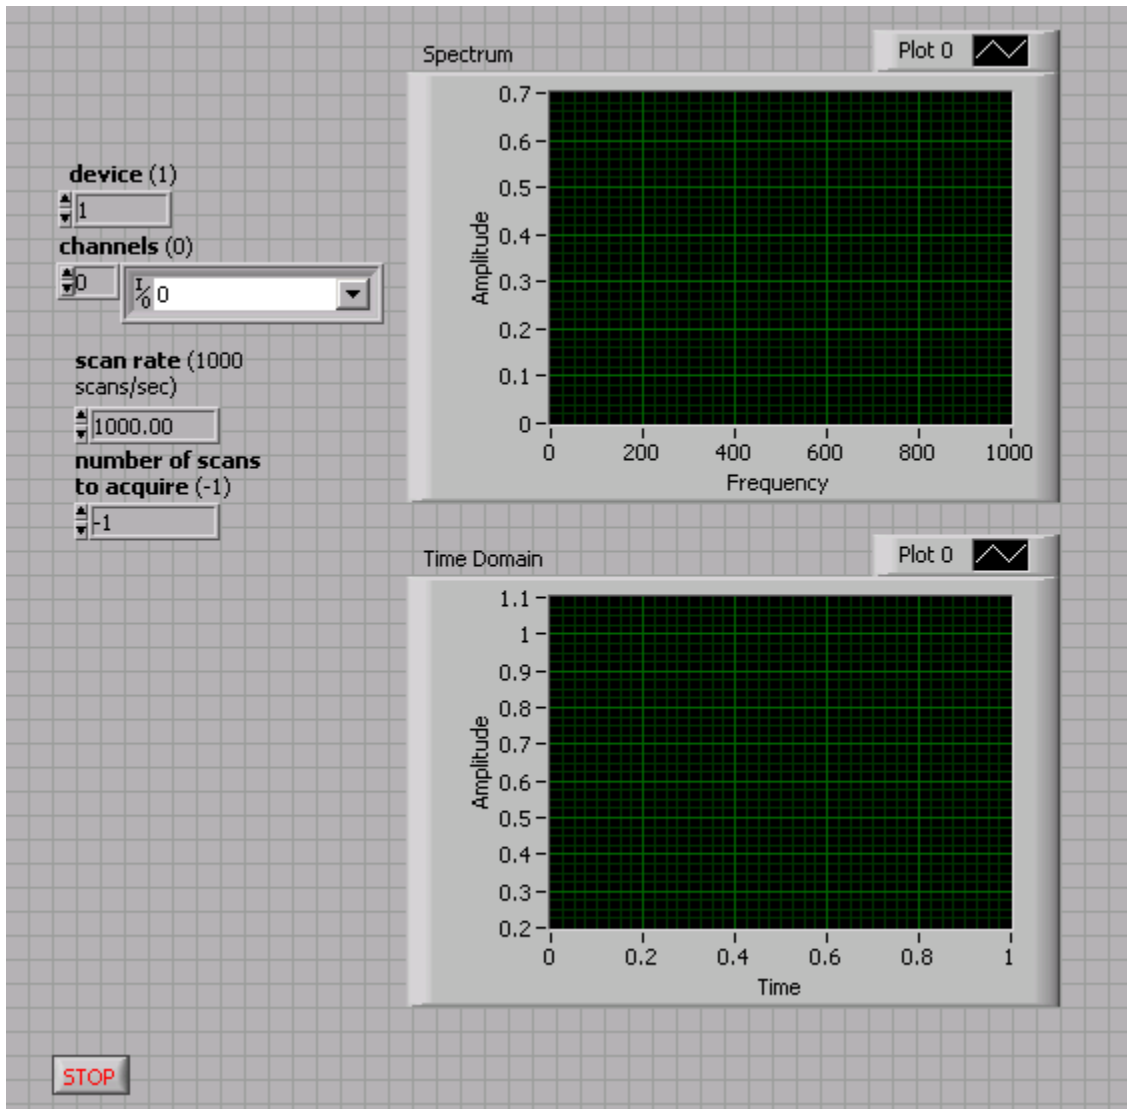 device (1)
1
channels (0)
0
I/O 0
scan rate (1000
scans/sec)
1000.00
number of scans
to acquire (-1)
-1
Spectrum
Plot 0
0.7
0.6
0.5
0.4
0.3
0.2
0.1
0
Amplitude
0 200 400 600 800 1000
Frequency
Time Domain
Plot 0
1.1
1
0.9
0.8
0.7
0.6
0.5
0.4
0.3
0.2
Amplitude
0 0.2 0.4 0.6 0.8 1
Time
STOP